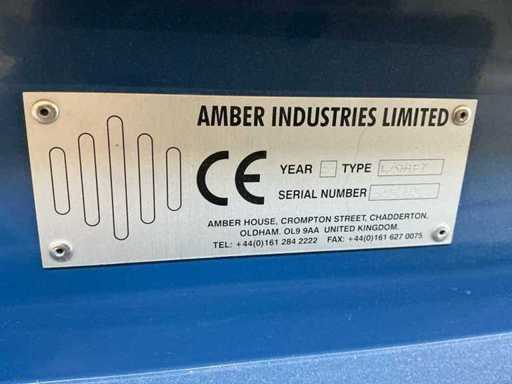 AMBER INDUSTRIES LIMITED
CE YEAR TYPE
SERIAL NUMBER
AMBER HOUSE, CROMPTON STREET, CHADDERTON,
OLDHAM. OL9 9AA UNITED KINGDOM.
TEL: +44(0)161 284 2222 FAX: +44(0)161 627 0075